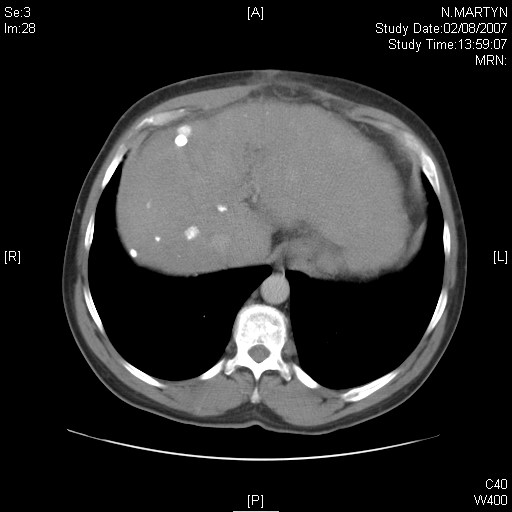 Se:3
Im:28
[A]
N.MARTYN
Study Date:02/08/2007
Study Time:13:59:07
MRN:
[R]
[L]
[P]
C40
W400